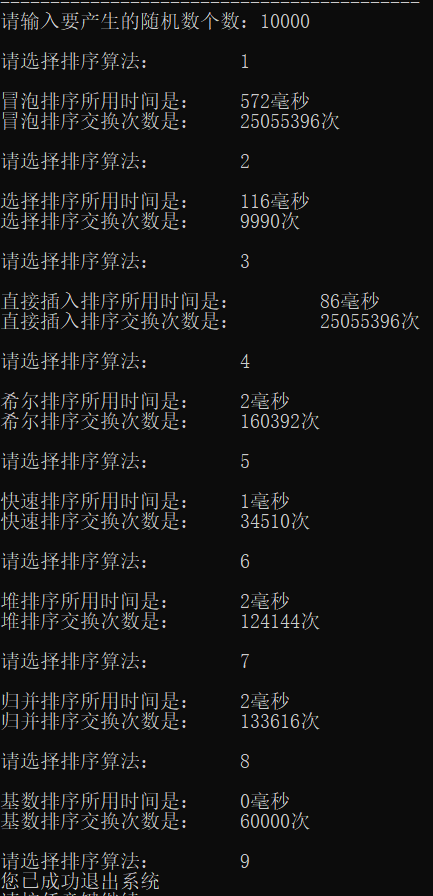 请输入要产生的随机数个数：10000
请选择排序算法： 1
冒泡排序所用时间是： 572毫秒
冒泡排序交换次数是： 25055396次
请选择排序算法： 2
选择排序所用时间是： 116毫秒
选择排序交换次数是： 9990次
请选择排序算法： 3
直接插入排序所用时间是： 86毫秒
直接插入排序交换次数是： 25055396次
请选择排序算法： 4
希尔排序所用时间是： 2毫秒
希尔排序交换次数是： 160392次
请选择排序算法： 5
快速排序所用时间是： 1毫秒
快速排序交换次数是： 34510次
请选择排序算法： 6
堆排序所用时间是： 2毫秒
堆排序交换次数是： 124144次
请选择排序算法： 7
归并排序所用时间是： 2毫秒
归并排序交换次数是： 133616次
请选择排序算法： 8
基数排序所用时间是： 0毫秒
基数排序交换次数是： 60000次
请选择排序算法： 9
您已成功退出系统